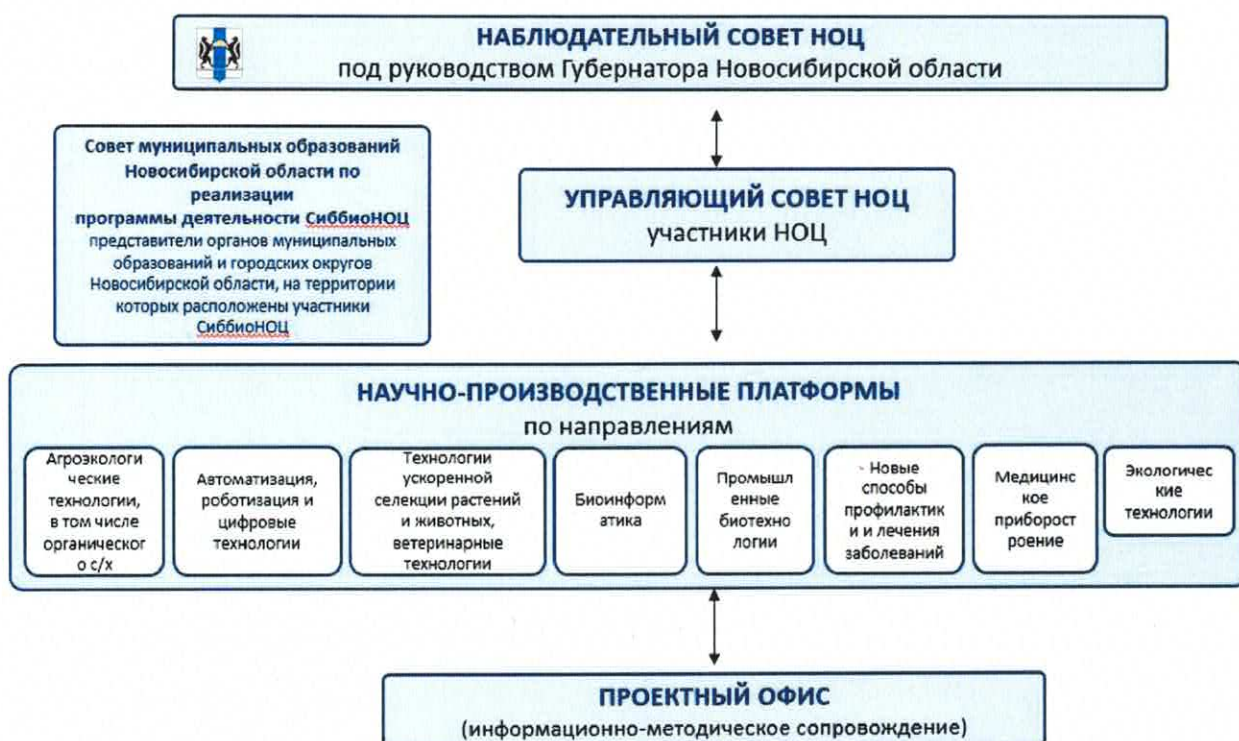 НАБЛЮДАТЕЛЬНЫЙ СОВЕТ НОЦ
под руководством Губернатора Новосибирской области
Совет муниципальных образований
Новосибирской области по
реализации
программы деятельности СиббиоНОЦ
представители органов муниципальных
образований и городских округов
Новосибирской области, на территории
которых расположены участники
СиббиоНОЦ
УПРАВЛЯЮЩИЙ СОВЕТ НОЦ
участники НОЦ
НАУЧНО-ПРОИЗВОДСТВЕННЫЕ ПЛАТФОРМЫ
по направлениям
Агроэкологи
ческие
технологии,
в том числе
органическог
о с/х
Автоматизация,
роботизация и
цифровые
технологии
Технологии
ускоренной
селекции растений
и животных,
ветеринарные
технологии
Биоинформ
атика
Промышл
енные
биотехно
логии
- Новые
способы
профилактик
и и лечения
заболеваний
Медицинс
кое
приборост
роение
Экологичес
кие
технологии
ПРОЕКТНЫЙ ОФИС
(информационно-методическое сопровождение)